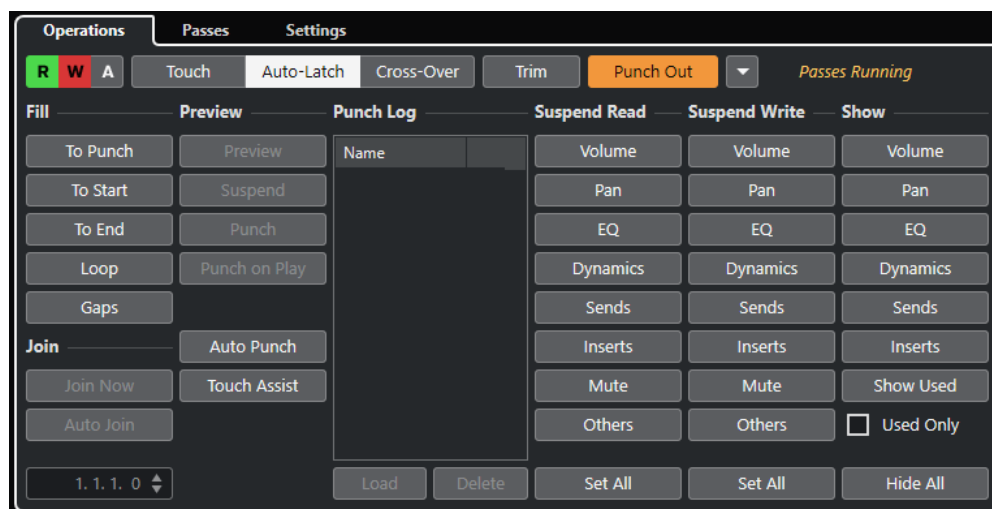 Operations Passes Settings
R W A Touch Auto-Latch Cross-Over Trim Punch Out Passes Running
Fill Preview Punch Log Suspend Read Suspend Write Show
To Punch Preview Name Volume Volume Volume
To Start Suspend Pan Pan Pan
To End Punch EQ EQ EQ
Loop Punch on Play Dynamics Dynamics Dynamics
Gaps Sends Sends Sends
Join Auto Punch Inserts Inserts Inserts
Join Now Touch Assist Mute Mute Show Used
Auto Join Others Others Used Only
1. 1. 1. 0 Load Delete Set All Set All Hide All